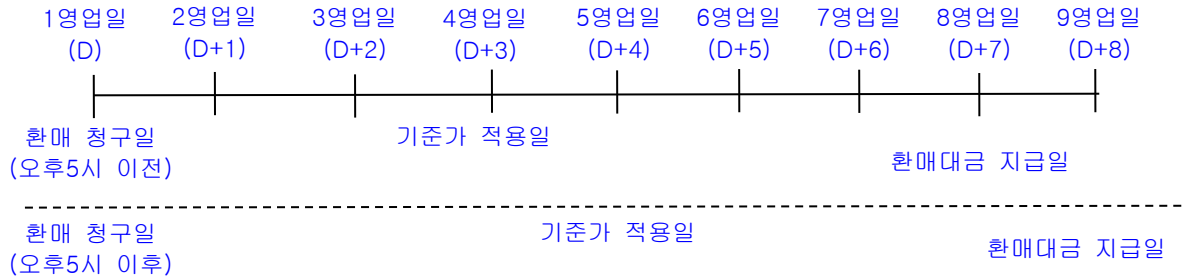 1영업일 2영업일 3영업일 4영업일 5영업일 6영업일 7영업일 8영업일 9영업일
(D) (D+1) (D+2) (D+3) (D+4) (D+5) (D+6) (D+7) (D+8)
환매 청구일 기준가 적용일
(오후5시 이전) 환매대금 지급일
환매 청구일 기준가 적용일
(오후5시 이후) 환매대금 지급일